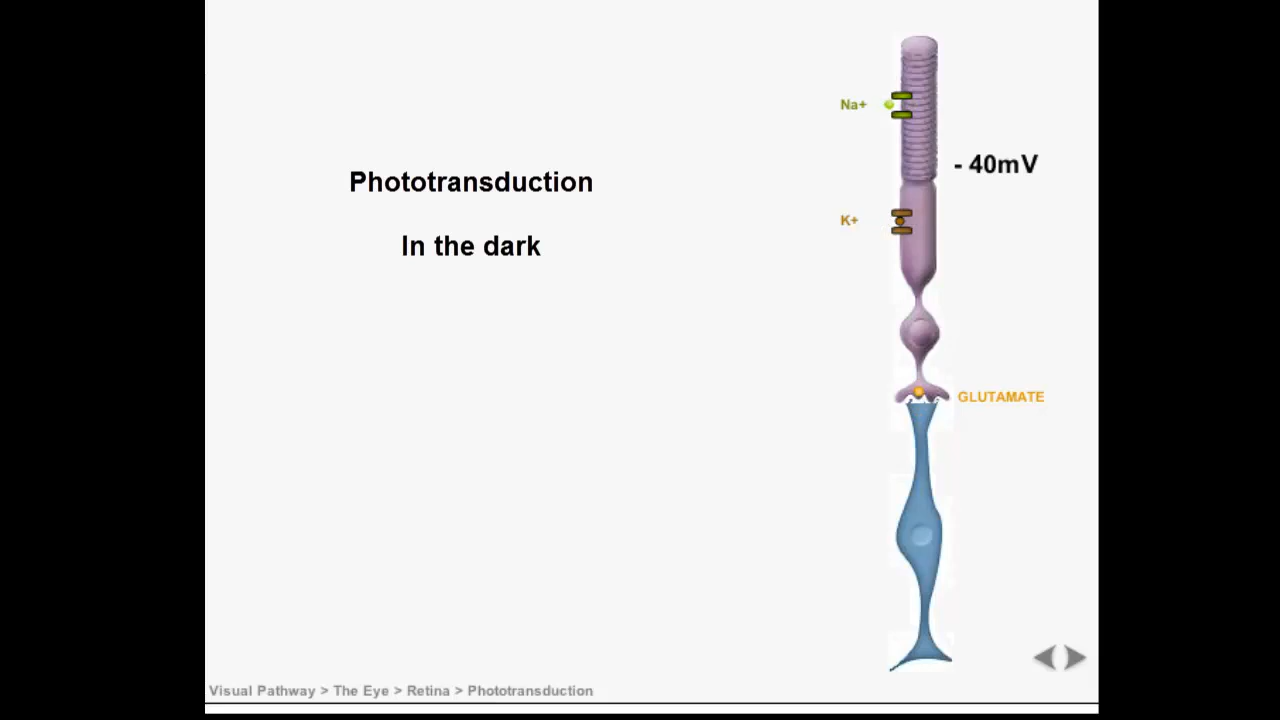 Na+
- 40mV
Phototransduction
K+
In the dark
GLUTAMATE
Visual Pathway > The Eye > Retina > Phototransduction